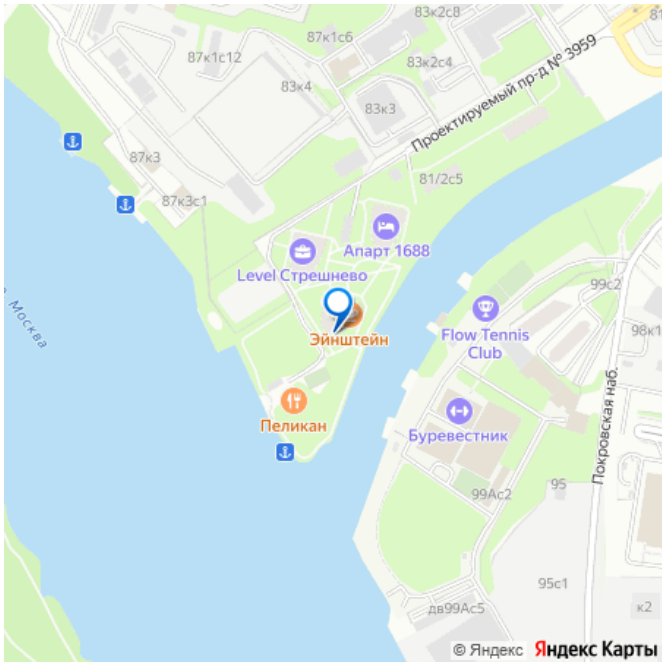 83к2с8
81
87к1с6
87к1с12
83к2с4
83к4
83к3
Проектируемый пр-д № 3959
87к3
81/2с5
87к3с1
Апарт 1688
Level Стрешнево
99с2
Москва
98к1
Flow Tennis
Club
Эйнштейн
Покровская наб.
Пеликан
Буревестник
95
99Ас2
95с1
дв99Ас5
к2
© Яндекс Яндекс Карты